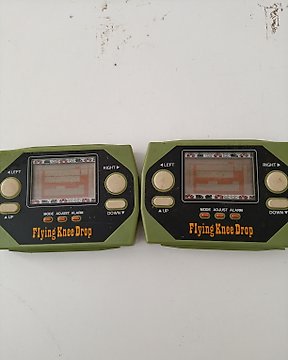 ◄LEFT
RIGHT►
▲UP
DOWN▼
MODE ADJUST ALARM
Flying Knee Drop
◄LEFT
RIGHT►
▲UP
DOWN▼
MODE ADJUST ALARM
Flying Knee Drop